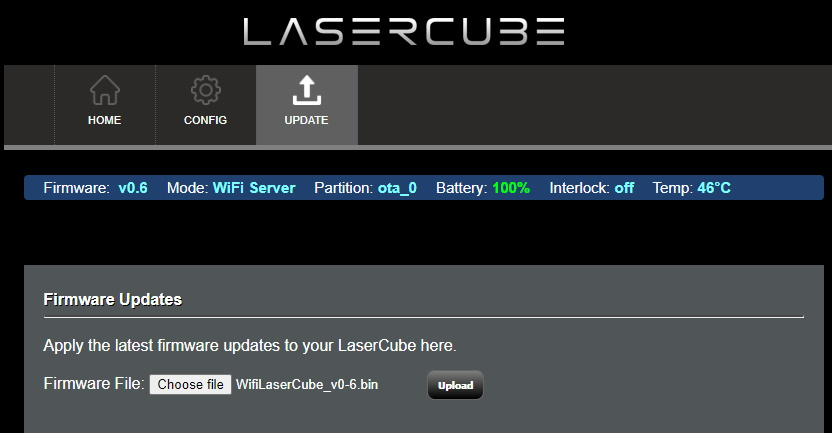 LASERCUBE
HOME CONFIG UPDATE
Firmware: v0.6 Mode: WiFi Server Partition: ota_0 Battery: 100% Interlock: off Temp: 46°C
Firmware Updates
Apply the latest firmware updates to your LaserCube here.
Firmware File: Choose file WifiLaserCube_v0-6.bin Upload